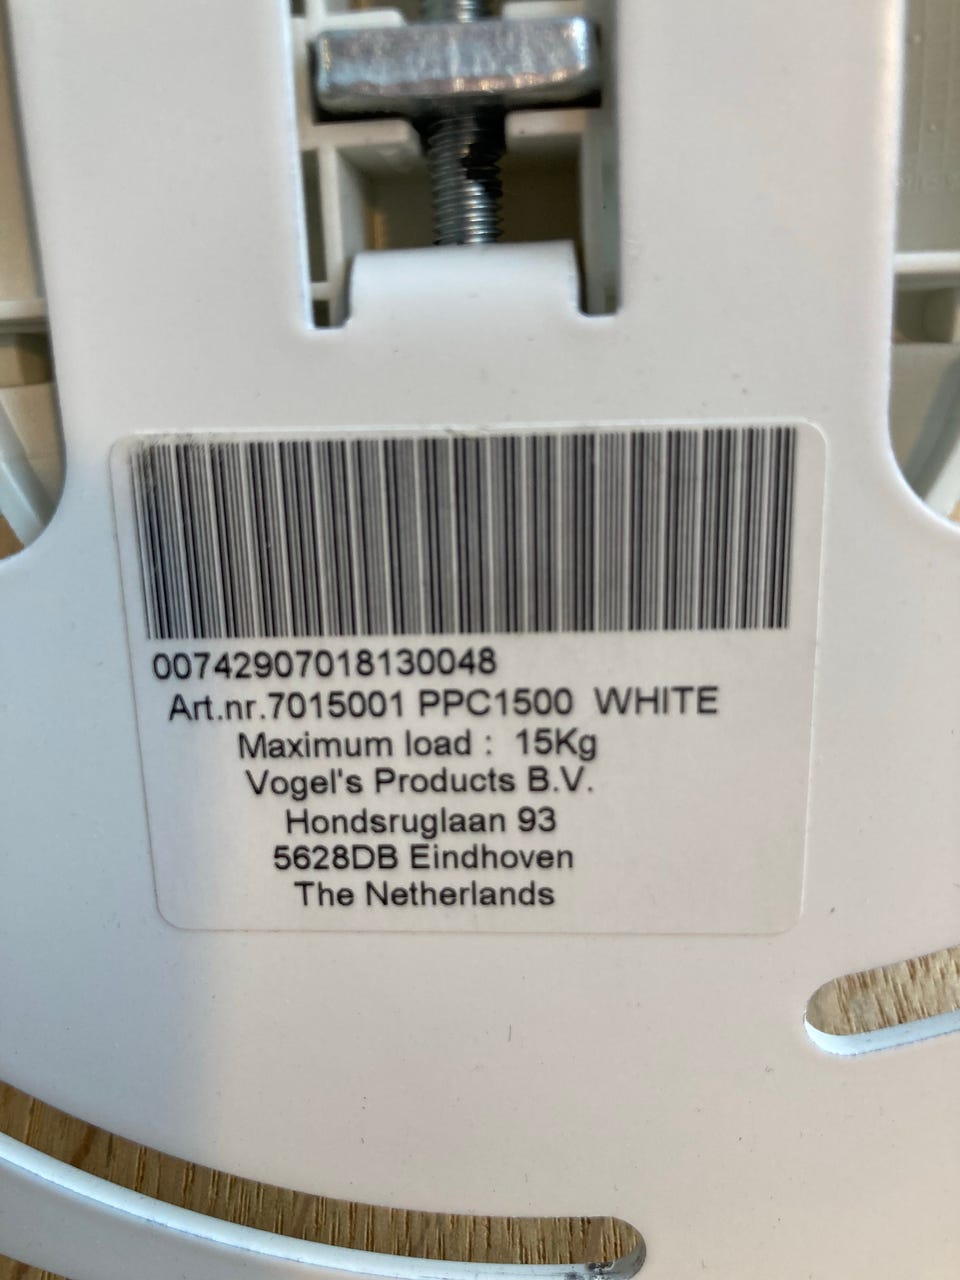 00742907018130048
Art.nr.7015001 PPC1500 WHITE
Maximum load : 15Kg
Vogel's Products B.V.
Hondsruglaan 93
5628DB Eindhoven
The Netherlands